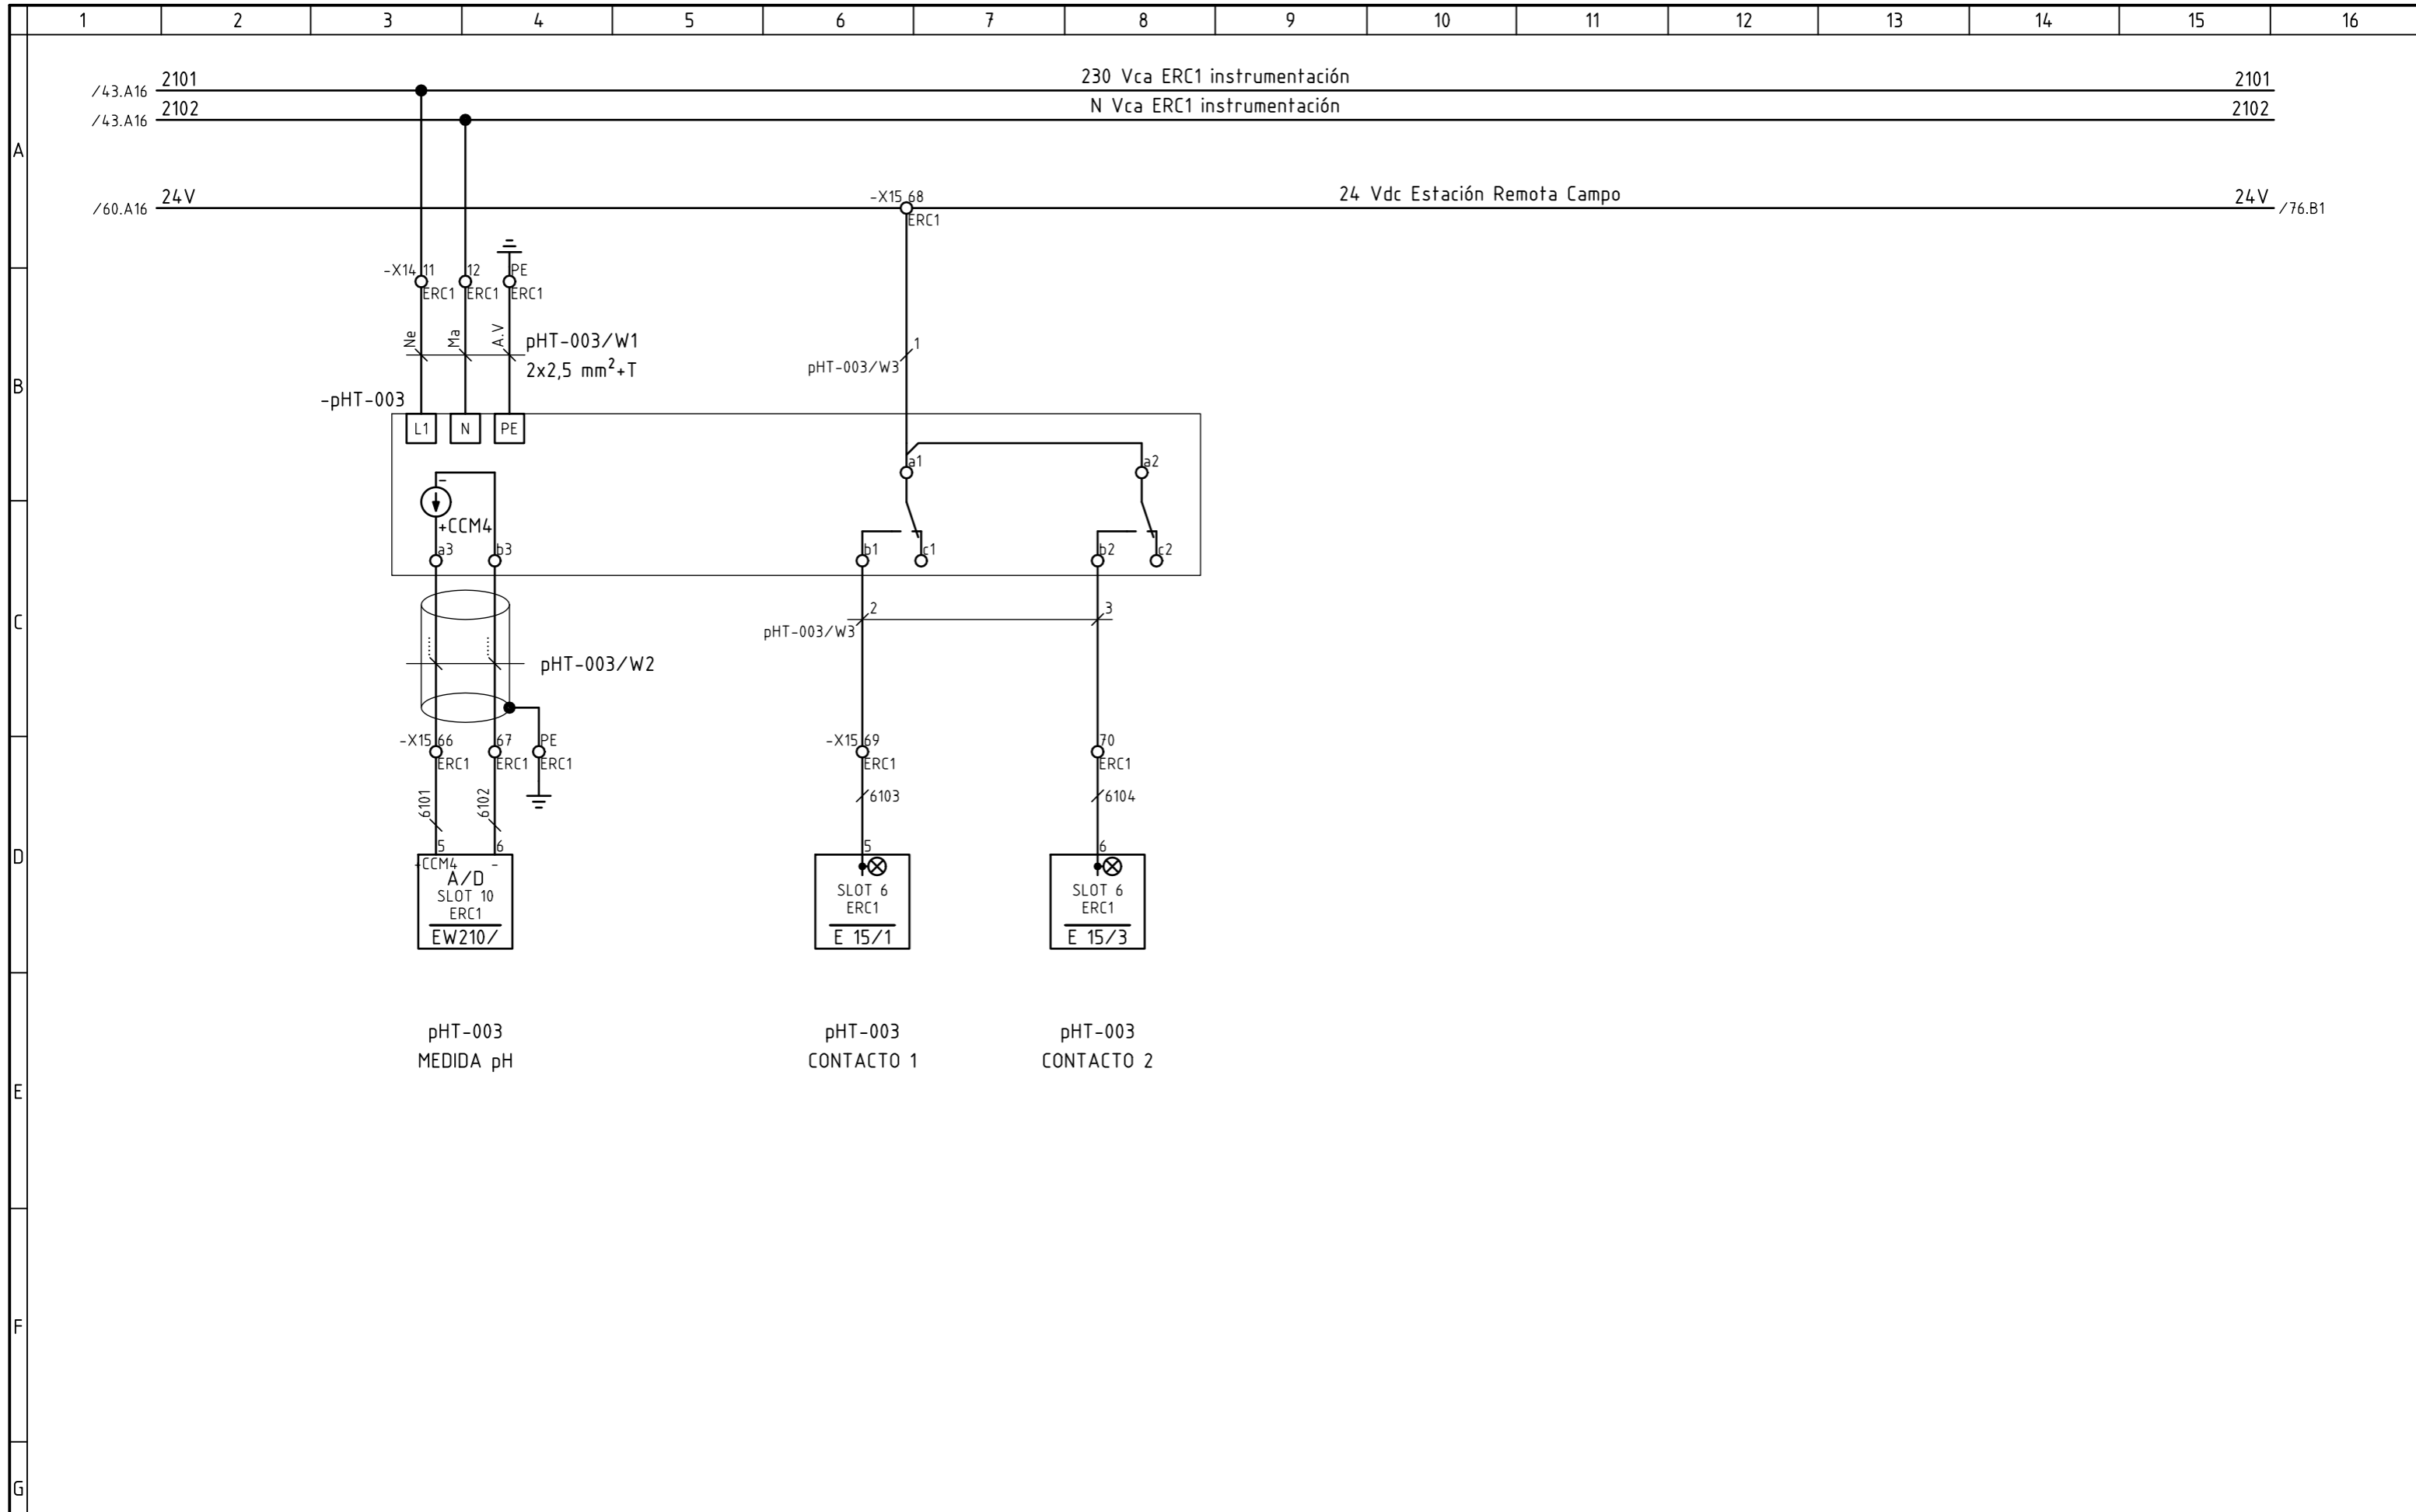 1 2 3 4 5 6 7 8 9 10 11 12 13 14 15 16
2101 230 Vca ERC1 instrumentación 2101
/43.A16
2102 N Vca ERC1 instrumentación 2102
/43.A16
A
24V -X15 68 24 Vdc Estación Remota Campo 24V
/60.A16 ERC1 /76.B1
-X14 11 12 PE
ERC1 ERC1 ERC1
Ne Ma A.V pHT-003/W1 1
2x2,5 mm²+T pHT-003/W3
B
-pHT-003
L1 N PE
a1 a2
-
+CCM4
a3 b3 b1 c1 b2 c2
C
2 3
pHT-003/W3
pHT-003/W2
-X15 66 67 PE -X15 69 70
ERC1 ERC1 ERC1 ERC1 ERC1
6101 6102 6103 6104
D
5 6 5 6
+CCM4 -
A/D
SLOT 10 SLOT 6 SLOT 6
ERC1 ERC1 ERC1
EW210/ E 15/1 E 15/3
pHT-003 pHT-003 pHT-003
MEDIDA pH CONTACTO 1 CONTACTO 2
E
F
G